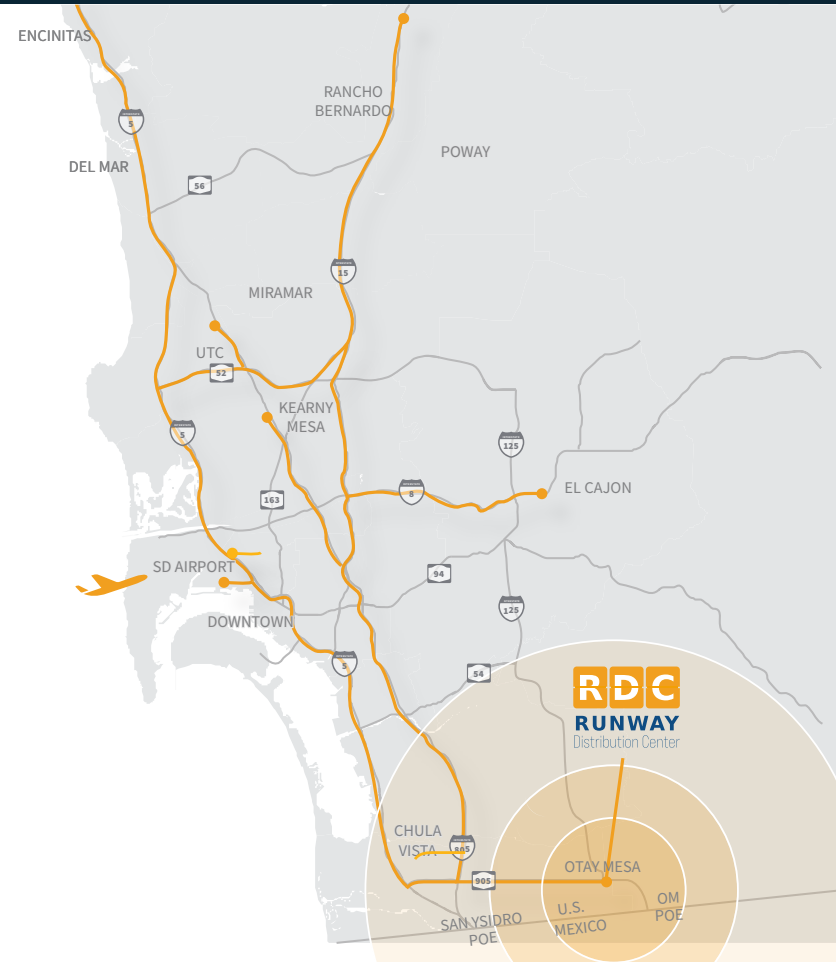 ENCINITAS
RANCHO
BERNARDO
5
POWAY
DEL MAR
56
15
MIRAMAR
UTC
52
KEARNY
MESA
5
125
EL CAJON
8
163
SD AIRPORT
94
125
DOWNTOWN
5
54
RDC
RUNWAY
Distribution Center
CHULA
VISTA
805
OTAY MESA
905
OM
POE
U.S.
MEXICO
SAN YSIDRO
POE